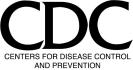 CDC
CENTERS FOR DISEASE CONTROL
AND PREVENTION